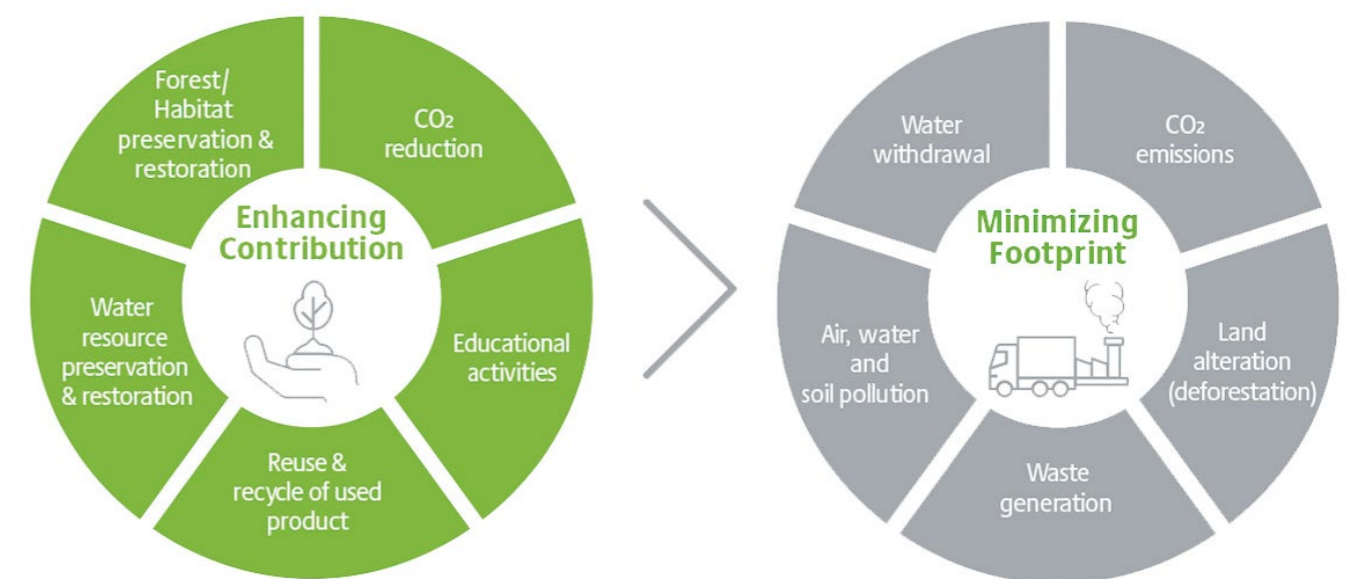 Forest/
Habitat
preservation &
restoration
CO₂
reduction
Enhancing
Contribution
Water
resource
preservation
& restoration
Educational
activities
Reuse &
recycle of used
product
Water
withdrawal
CO₂
emissions
Minimizing
Footprint
Air, water
and
soil pollution
Land
alteration
(deforestation)
Waste
generation